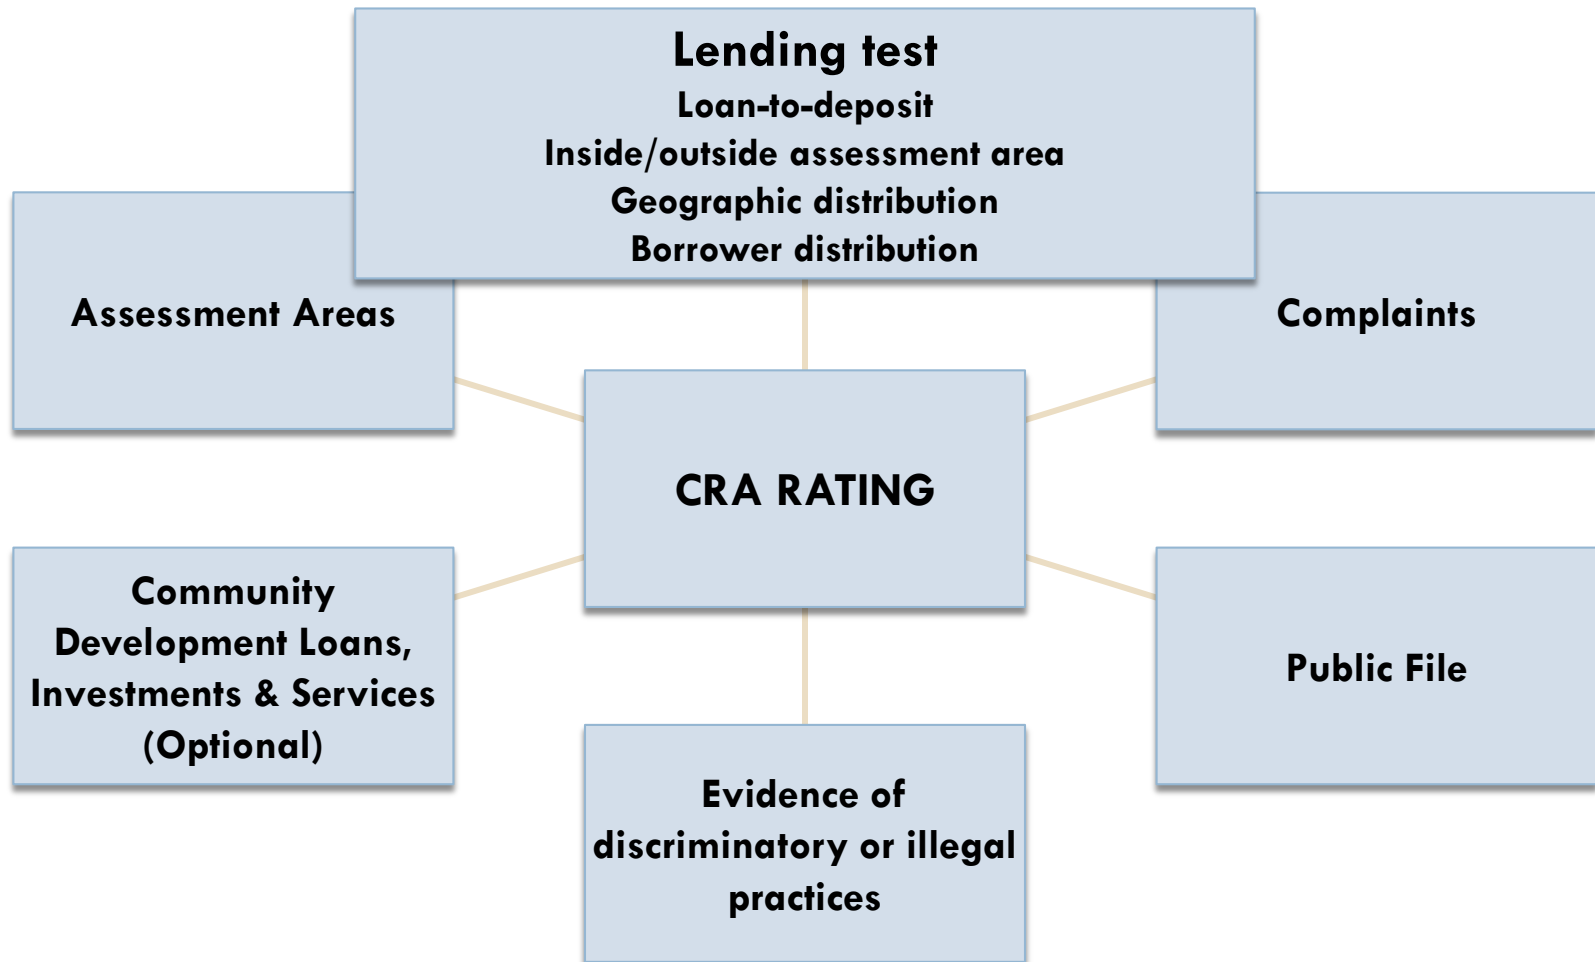 Lending test
Loan-to-deposit
Inside/outside assessment area
Geographic distribution
Borrower distribution
Assessment Areas
Complaints
CRA RATING
Community
Development Loans,
Investments & Services
(Optional)
Public File
Evidence of
discriminatory or illegal
practices